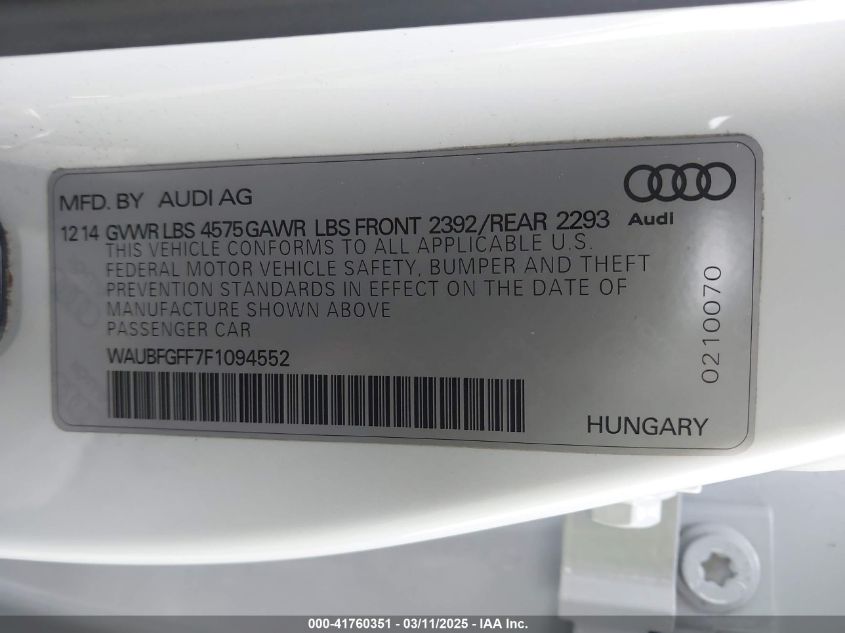 MFD. BY AUDI AG
12 14 GVWR LBS 4575 GAWR LBS FRONT 2392/REAR 2293
Audi
THIS VEHICLE CONFORMS TO ALL APPLICABLE U.S.
FEDERAL MOTOR VEHICLE SAFETY, BUMPER AND THEFT
PREVENTION STANDARDS IN EFFECT ON THE DATE OF
MANUFACTURE SHOWN ABOVE
PASSENGER CAR
WAUBFGFF7F1094552
0210070
HUNGARY
000-41760351 - 03/11/2025 - IAA Inc.